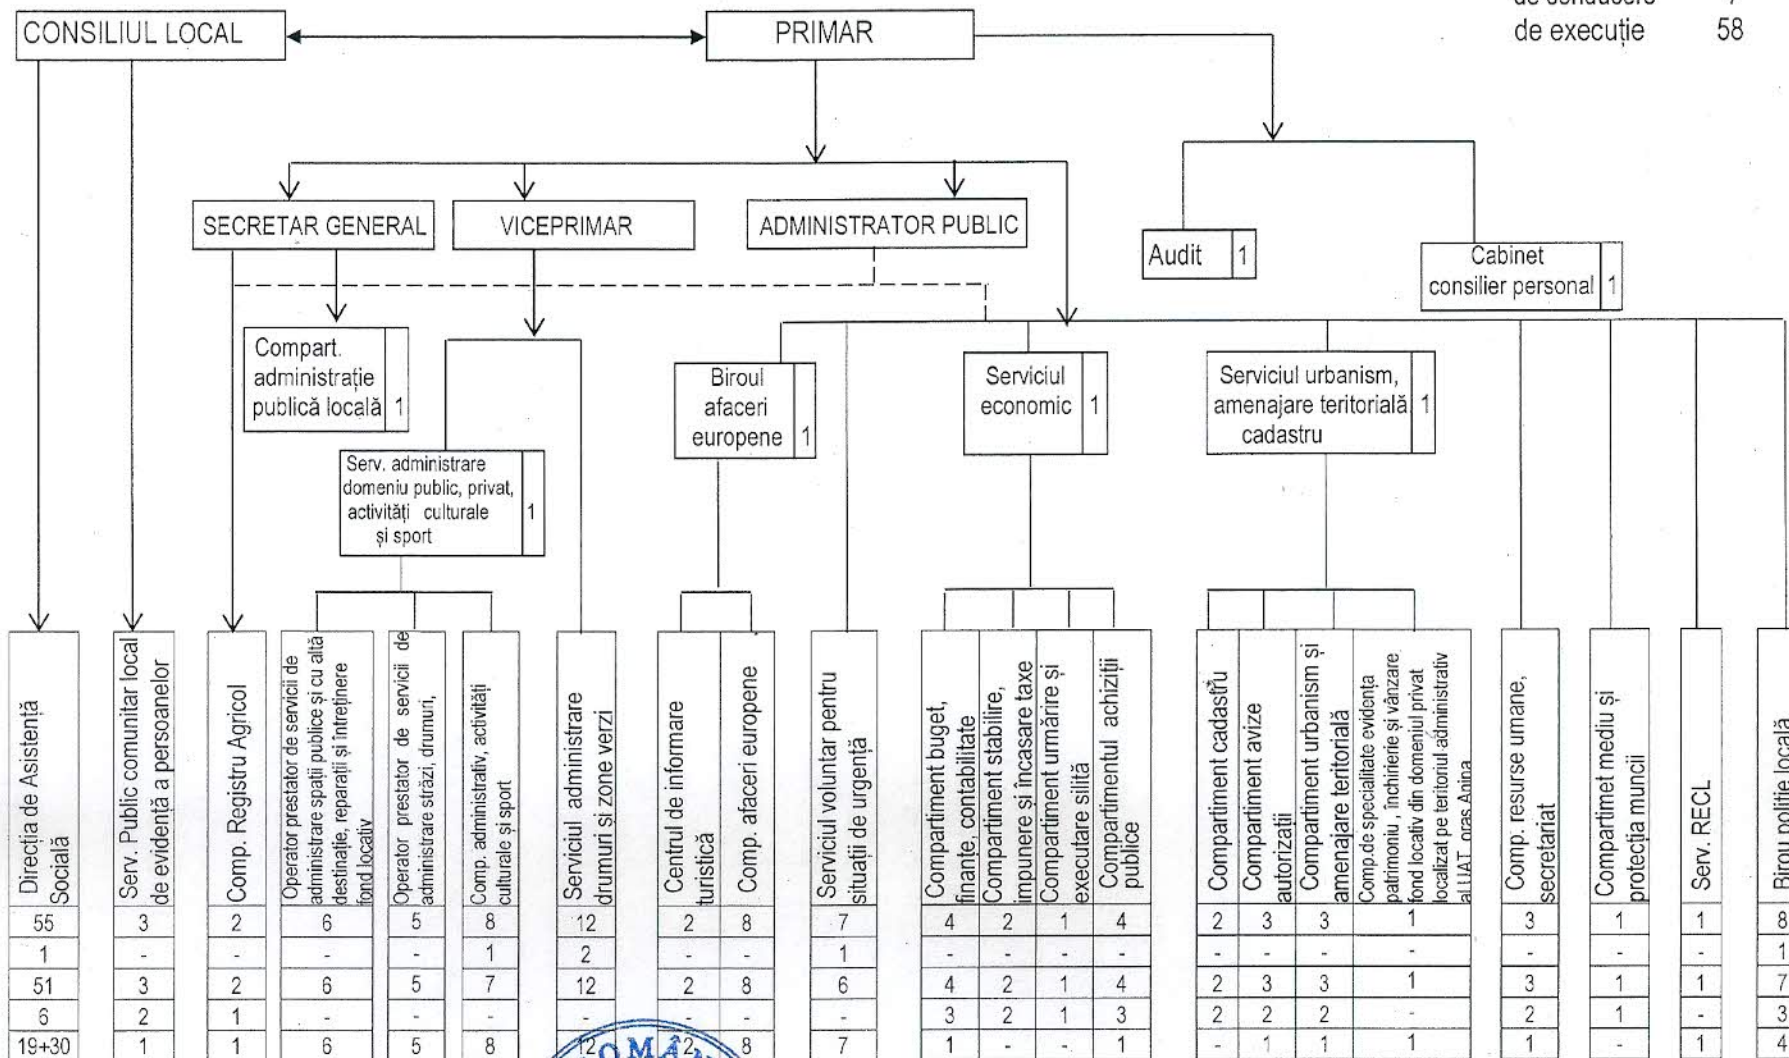 de execuție 58
CONSILIUL LOCAL
PRIMAR
SECRETAR GENERAL
VICEPRIMAR
ADMINISTRATOR PUBLIC
Audit 1
Cabinet
consilier personal 1
Compart.
administrație
publică locală 1
Serv. administrare
domeniu public, privat,
activități culturale 1
și sport
Biroul
afaceri
europene 1
Serviciul
economic 1
Serviciul urbanism,
amenajare teritorială 1
cadastru
Direcția de Asistență
Socială
Serv. Public comunitar local
de evidență a persoanelor
Comp. Registru Agricol
Operator prestator de servicii de
administrare spații publice și cu altă
destinație, reparații și întreținere
fond locativ
Operator prestator de servicii de
administrare străzi, drumuri,
Comp. administrativ, activități
culturale și sport
Serviciul administrare
drumuri și zone verzi
Centrul de informare
turistică
Comp. afaceri europene
Serviciul voluntar pentru
situații de urgență
Compartiment buget,
finante, contabilitate
Compartiment stabilire,
impunere și încasare taxe
Compartiment urmărire și
executare silită
Compartimentul achiziții
publice
Compartiment cadastru
Compartiment avize
autorizații
Compartiment urbanism și
amenajare teritorială
Comp.de specialitate evidența
patrimoniu, închiriere și vânzare
fond locativ din domeniul privat
localizat pe teritoriul administrativ
al UAT oraș Anina
Comp. resurse umane,
secretariat
Compartimet mediu și
protecția muncii
Serv. RECL
Birou poliție locală
55 3 2 6 5 8 12 2 8 7 4 2 1 4 2 3 3 1 3 1 1 8
1 - - - - 1 2 - - 1 - - - - - - - - - - - 1
51 3 2 6 5 7 12 2 8 6 4 2 1 4 2 3 3 1 3 1 1 7
6 2 1 - - - - - - - 3 2 1 3 2 2 2 - 2 1 - 3
19+30 1 1 6 5 8 2 8 7 1 - - 1 - 1 1 1 1 - 1 4